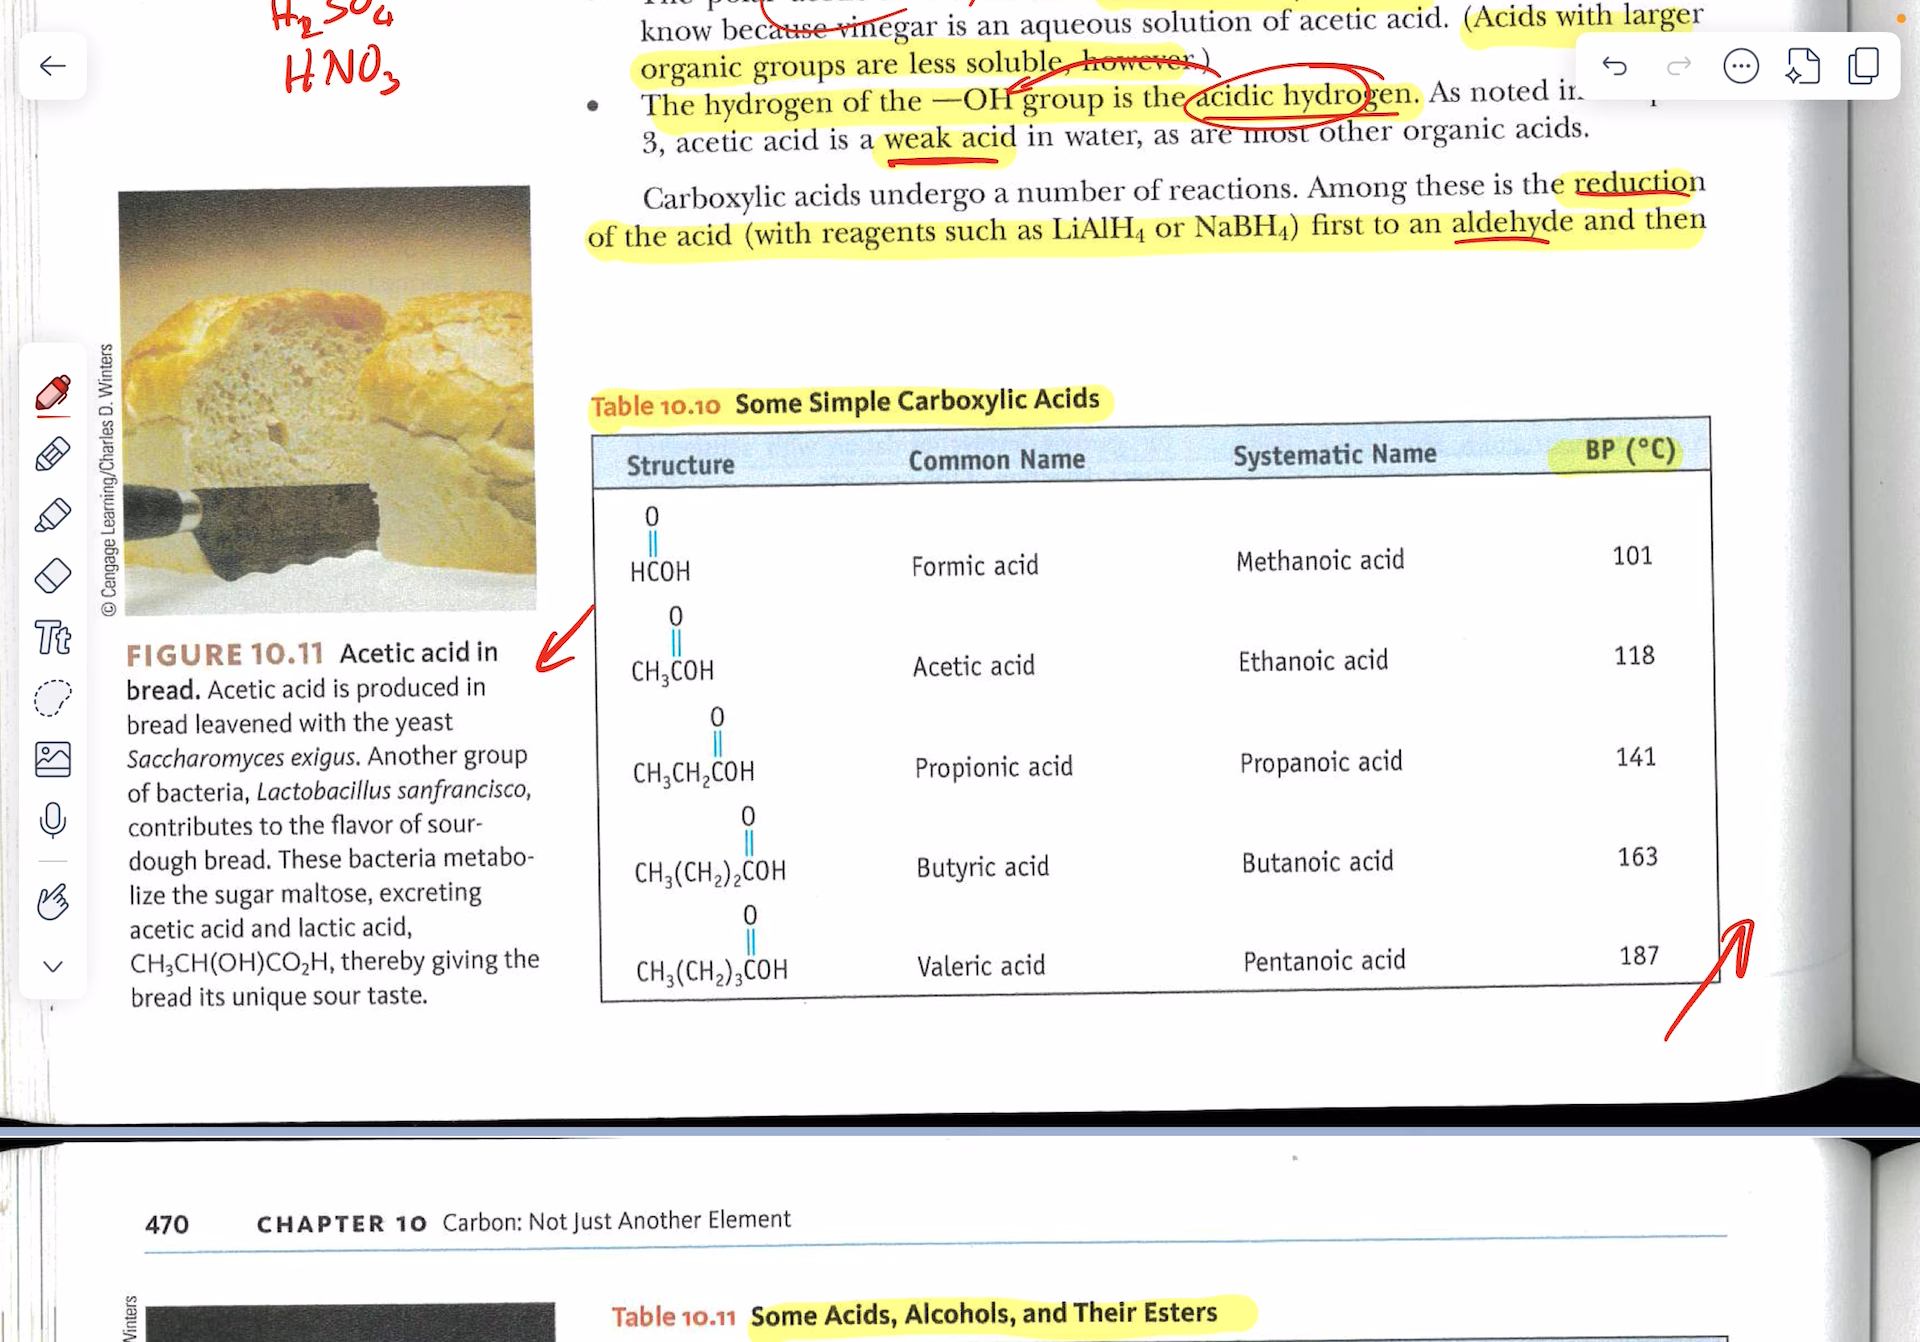 H₂SO₄
HNO₃
know because vinegar is an aqueous solution of acetic acid. (Acids with larger
organic groups are less soluble, however.)
• The hydrogen of the —OH group is the acidic hydrogen. As noted in
3, acetic acid is a weak acid in water, as are most other organic acids.
Carboxylic acids undergo a number of reactions. Among these is the reduction
of the acid (with reagents such as LiAlH₄ or NaBH₄) first to an aldehyde and then
© Cengage Learning/Charles D. Winters
FIGURE 10.11 Acetic acid in
bread. Acetic acid is produced in
bread leavened with the yeast
Saccharomyces exigus. Another group
of bacteria, Lactobacillus sanfrancisco,
contributes to the flavor of sour-
dough bread. These bacteria metabo-
lize the sugar maltose, excreting
acetic acid and lactic acid,
CH₃CH(OH)CO₂H, thereby giving the
bread its unique sour taste.
Table 10.10 Some Simple Carboxylic Acids
Structure Common Name Systematic Name BP (°C)
O
||
HCOH Formic acid Methanoic acid 101
O
||
CH₃COH Acetic acid Ethanoic acid 118
O
||
CH₃CH₂COH Propionic acid Propanoic acid 141
O
||
CH₃(CH₂)₂COH Butyric acid Butanoic acid 163
O
||
CH₃(CH₂)₃COH Valeric acid Pentanoic acid 187
Tt
470 CHAPTER 10 Carbon: Not Just Another Element
Table 10.11 Some Acids, Alcohols, and Their Esters